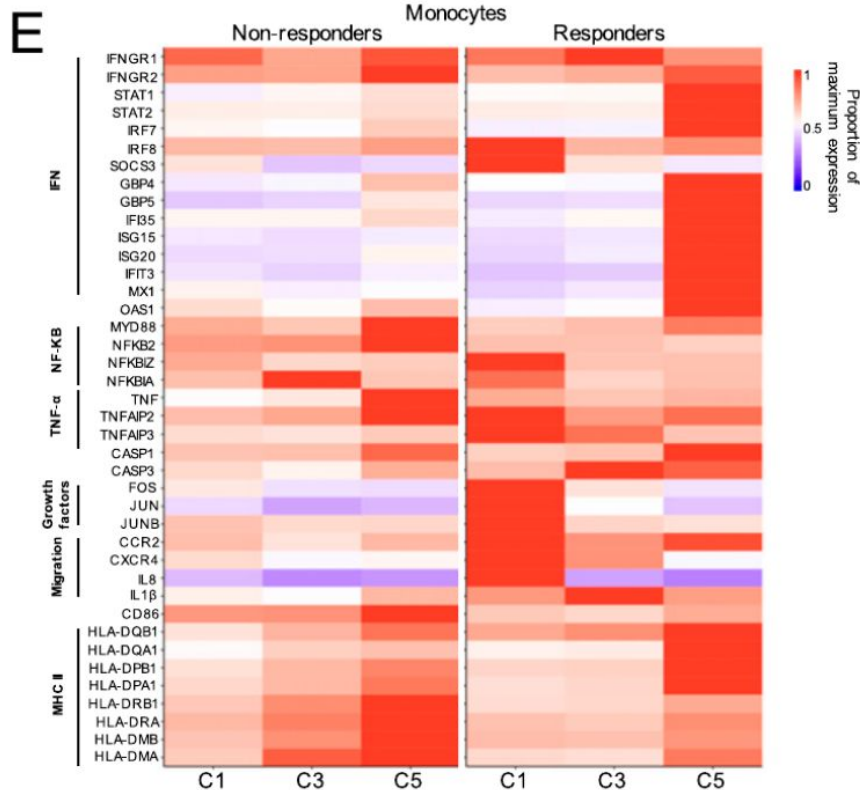 E
Monocytes
Non-responders Responders
IFN
IFNGR1
IFNGR2
STAT1
STAT2
IRF7
IRF8
SOCS3
GBP4
GBP5
IFI35
ISG15
ISG20
IFIT3
MX1
OAS1
NF-KB
MYD88
NFKB2
NFKBIZ
NFKBIA
TNF-α
TNF
TNFAIP2
TNFAIP3
CASP1
CASP3
Growth
factors
FOS
JUN
JUNB
Migration
CCR2
CXCR4
IL8
IL1β
CD86
MHC II
HLA-DQB1
HLA-DQA1
HLA-DPB1
HLA-DPA1
HLA-DRB1
HLA-DRA
HLA-DMB
HLA-DMA
C1 C3 C5 C1 C3 C5
1
0.5
0
Proportion of
maximum expression